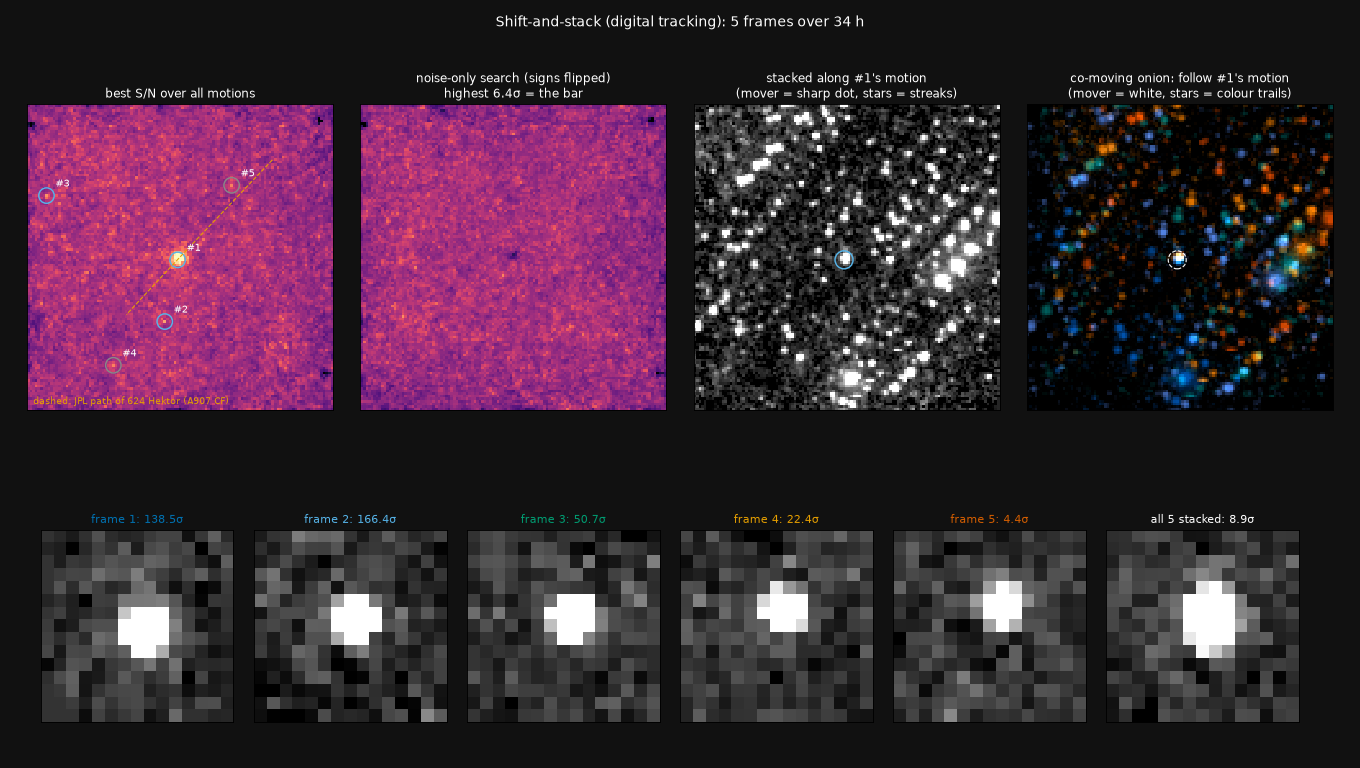 Shift-and-stack (digital tracking): 5 frames over 34 h
best S/N over all motions
noise-only search (signs flipped)
highest 6.4σ = the bar
stacked along #1's motion
(mover = sharp dot, stars = streaks)
co-moving onion: follow #1's motion
(mover = white, stars = colour trails)
#3
#5
#1
#2
#4
dashed: JPL path of 624 Hektor (A907 CF)
frame 1: 138.5σ
frame 2: 166.4σ
frame 3: 50.7σ
frame 4: 22.4σ
frame 5: 4.4σ
all 5 stacked: 8.9σ